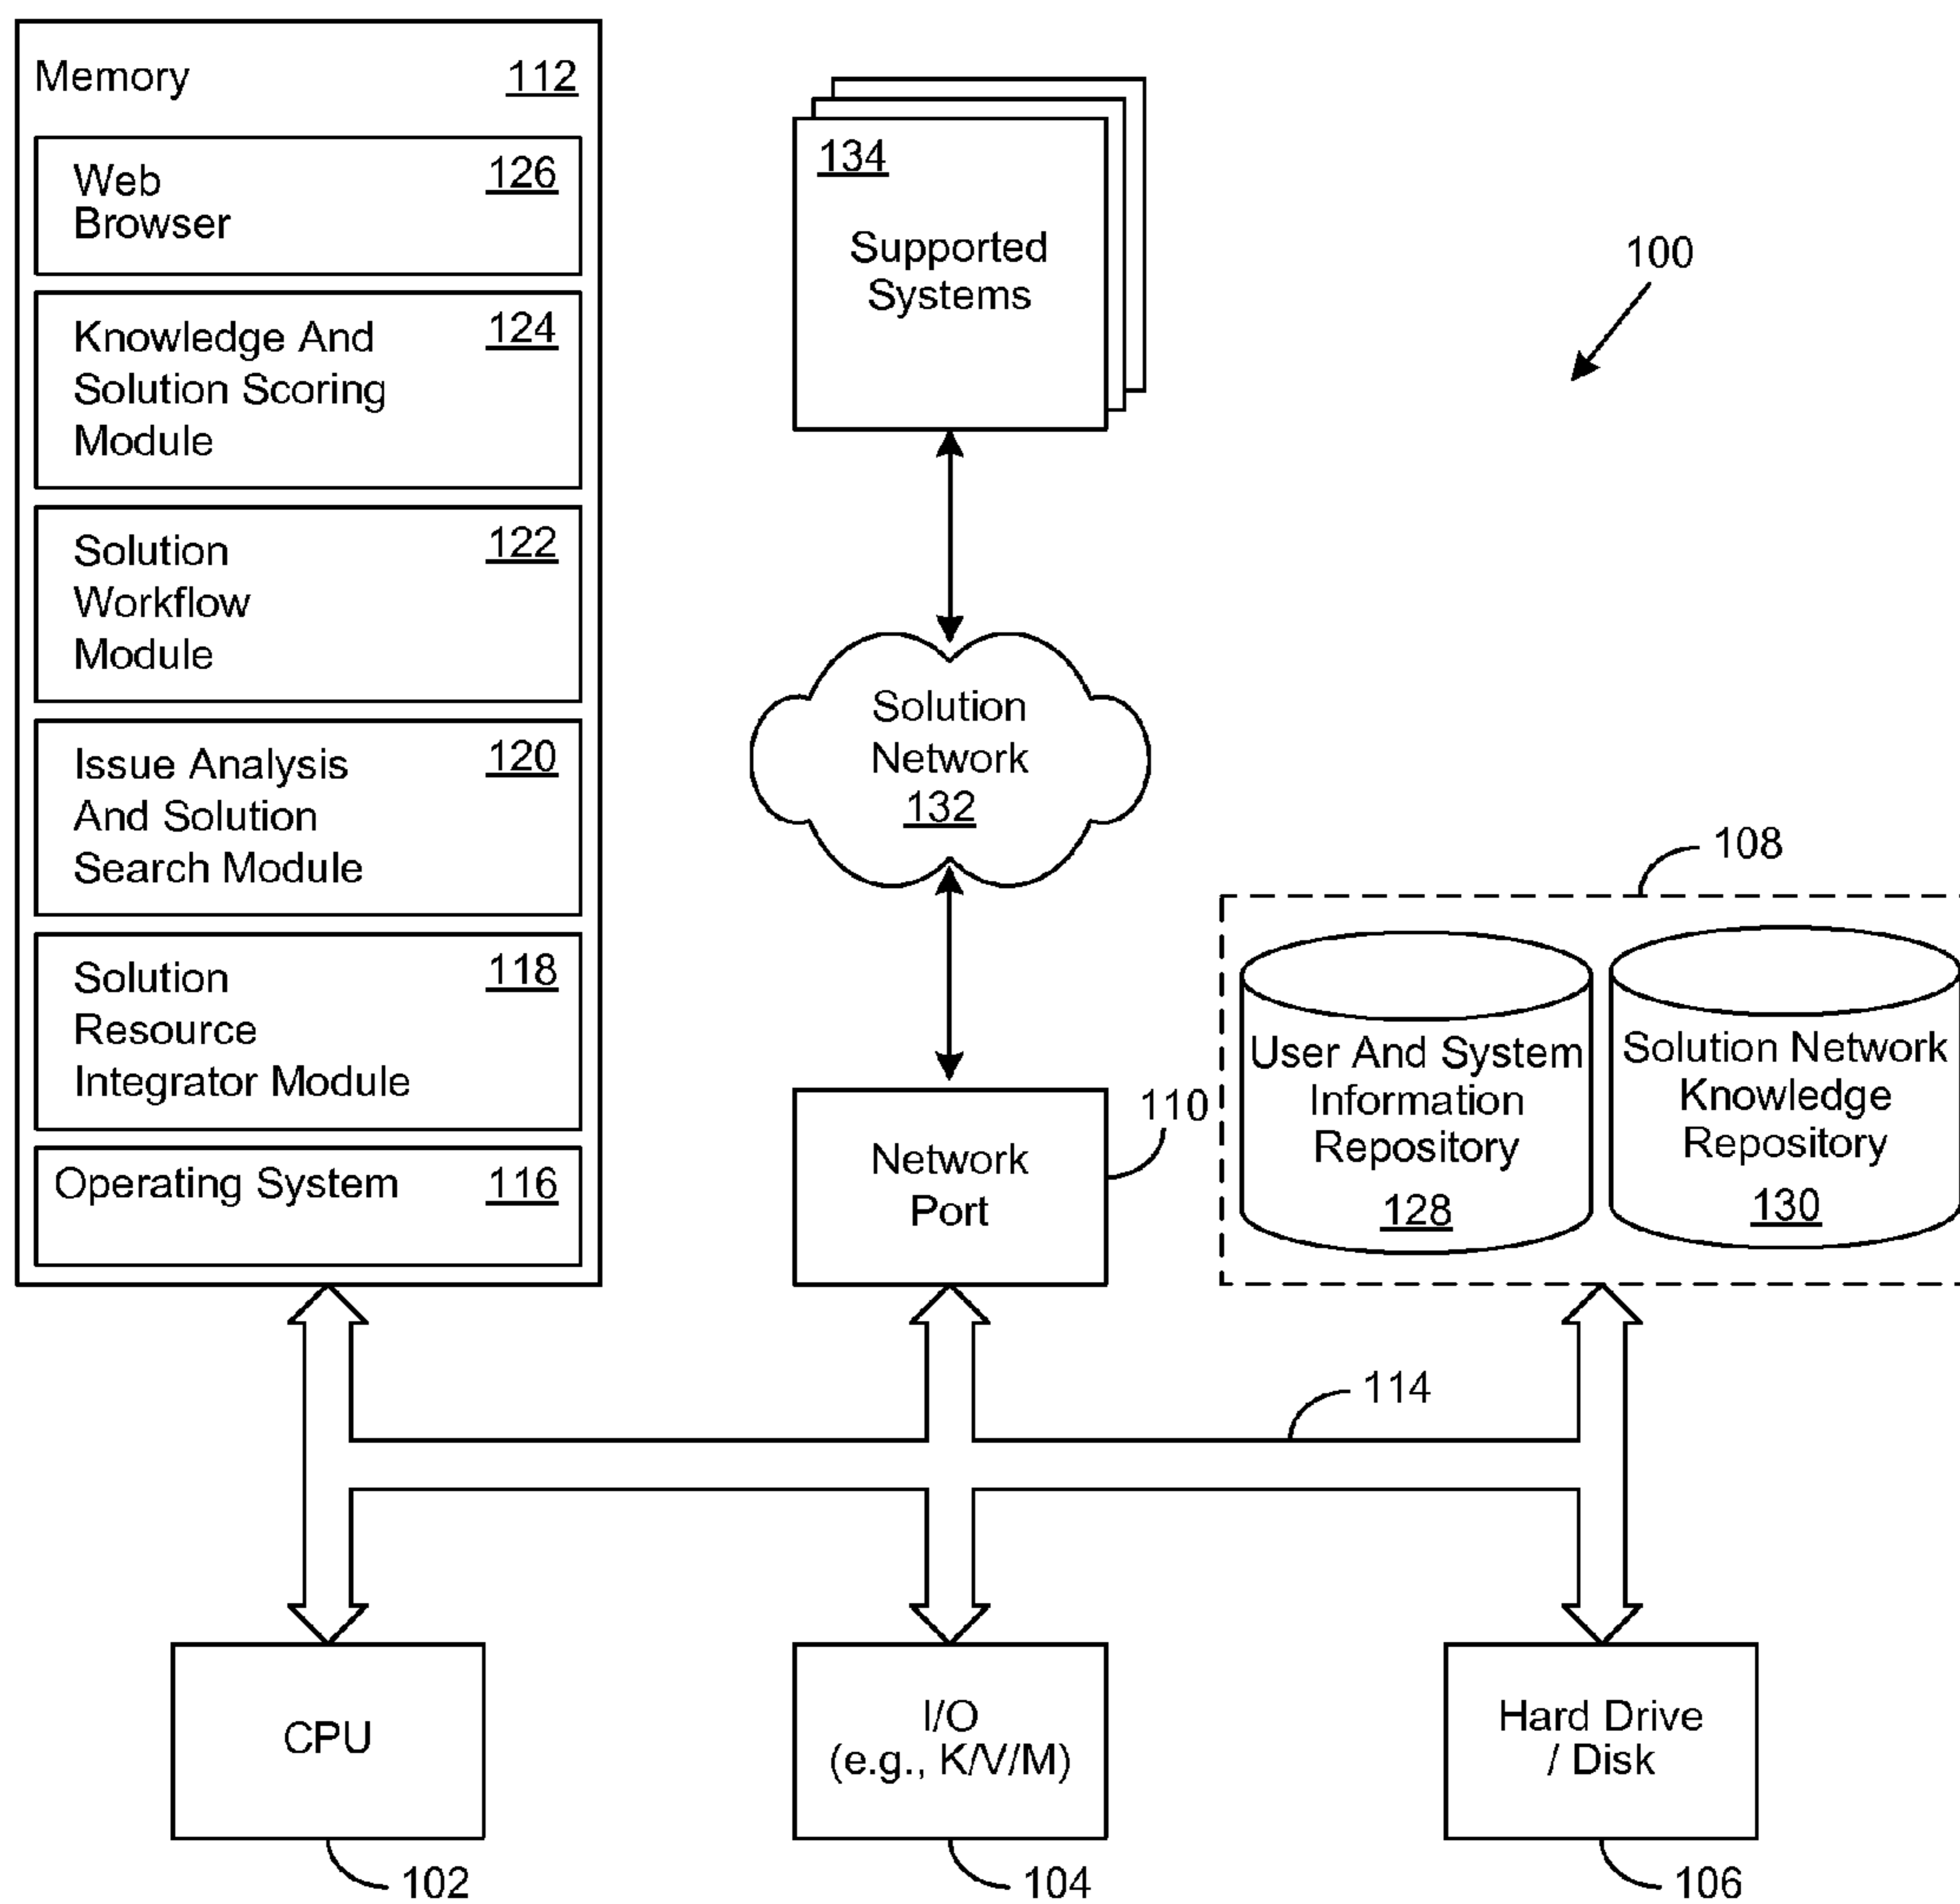 Memory 112
Web 126
Browser
Knowledge And 124
Solution Scoring
Module
Solution 122
Workflow
Module
Issue Analysis 120
And Solution
Search Module
Solution 118
Resource
Integrator Module
Operating System 116
134
Supported
Systems
100
Solution
Network
132
108
Network
Port
110
User And System
Information
Repository
128
Solution Network
Knowledge
Repository
130
114
CPU
102
I/O
(e.g., K/V/M)
104
Hard Drive
/ Disk
106